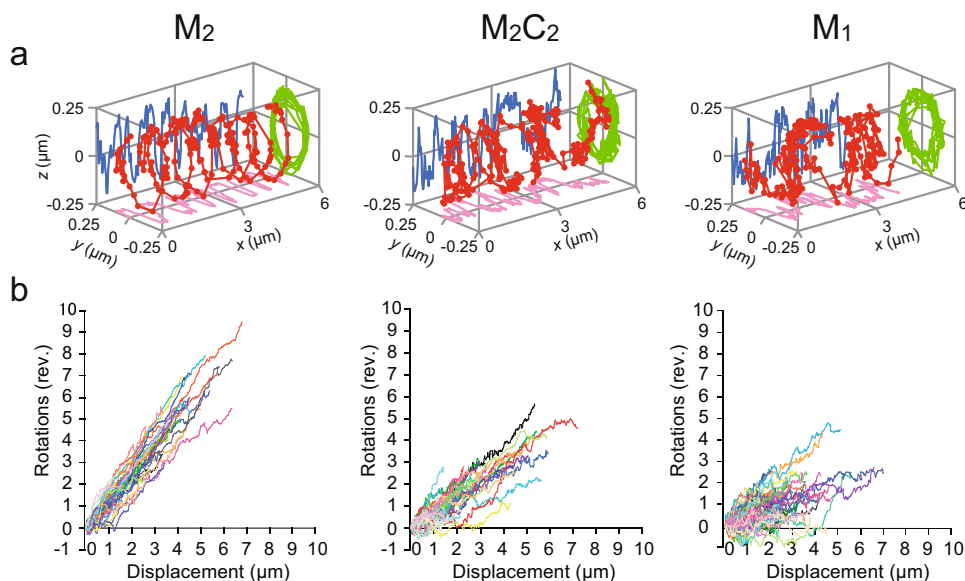 M2 M2C2 M1
a
z (µm) 0.25 0 -0.25
0.25 0 -0.25 y (µm)
0 3 6 x (µm)
0.25 0 -0.25
0.25 0 -0.25 y (µm)
0 3 6 x (µm)
0.25 0 -0.25
0.25 0 -0.25 y (µm)
0 3 6 x (µm)
b
Rotations (rev.)
10
9
8
7
6
5
4
3
2
1
0
-1
0 1 2 3 4 5 6 7 8 9 10
Displacement (µm)
Rotations (rev.)
10
9
8
7
6
5
4
3
2
1
0
-1
0 1 2 3 4 5 6 7 8 9 10
Displacement (µm)
Rotations (rev.)
10
9
8
7
6
5
4
3
2
1
0
-1
0 1 2 3 4 5 6 7 8 9 10
Displacement (µm)